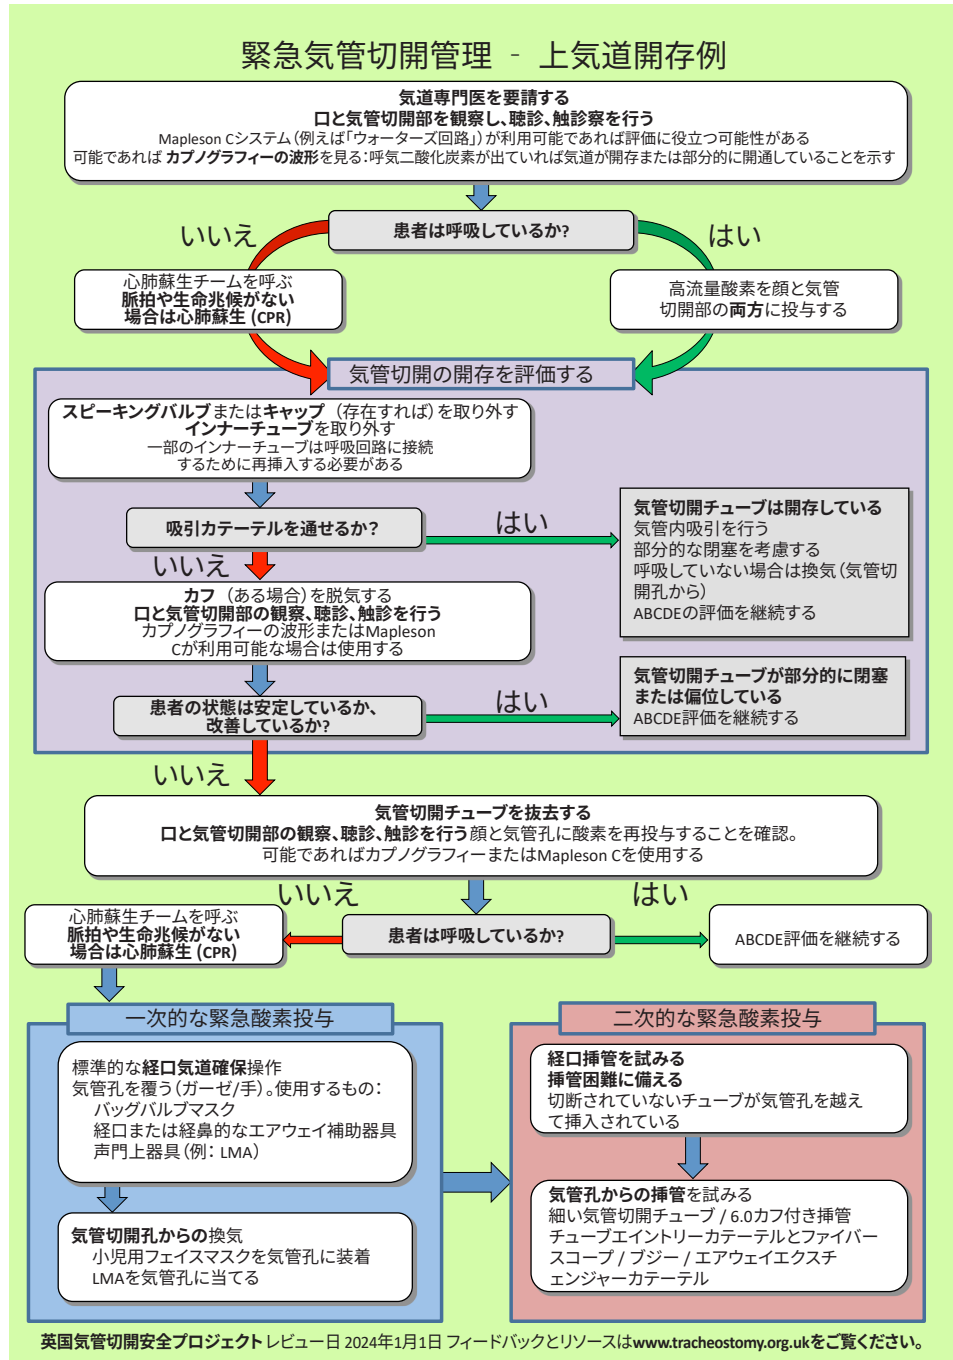 緊急気管切開管理 - 上気道開存例
気道専門医を要請する
口と気管切開部を観察し、聴診、触診察を行う
Mapleson Cシステム(例えば「ウォーターズ回路」)が利用可能であれば評価に役立つ可能性がある
可能であれば カプノグラフィーの波形を見る:呼気二酸化炭素が出ていれば気道が開存または部分的に開通していることを示す
患者は呼吸しているか?
いいえ
はい
心肺蘇生チームを呼ぶ
脈拍や生命兆候がない
場合は心肺蘇生 (CPR)
高流量酸素を顔と気管
切開部の両方に投与する
気管切開の開存を評価する
スピーキングバルブまたはキャップ (存在すれば)を取り外す
インナーチューブを取り外す
一部のインナーチューブは呼吸回路に接続
するために再挿入する必要がある
吸引カテーテルを通せるか?
はい
いいえ
気管切開チューブは開存している
気管内吸引を行う
部分的な閉塞を考慮する
呼吸していない場合は換気(気管切
開孔から)
ABCDEの評価を継続する
カフ (ある場合)を脱気する
口と気管切開部の観察、聴診、触診を行う
カプノグラフィーの波形またはMapleson
Cが利用可能な場合は使用する
患者の状態は安定しているか、
改善しているか?
はい
いいえ
気管切開チューブが部分的に閉塞
または偏位している
ABCDE評価を継続する
気管切開チューブを抜去する
口と気管切開部の観察、聴診、触診を行う顔と気管孔に酸素を再投与することを確認。
可能であればカプノグラフィーまたはMapleson Cを使用する
いいえ
はい
患者は呼吸しているか?
心肺蘇生チームを呼ぶ
脈拍や生命兆候がない
場合は心肺蘇生 (CPR)
ABCDE評価を継続する
一次的な緊急酸素投与
標準的な経口気道確保操作
気管孔を覆う(ガーゼ/手)。使用するもの:
バッグバルブマスク
経口または経鼻的なエアウェイ補助器具
声門上器具(例: LMA)
気管切開孔からの換気
小児用フェイスマスクを気管孔に装着
LMAを気管孔に当てる
二次的な緊急酸素投与
経口挿管を試みる
挿管困難に備える
切断されていないチューブが気管孔を越え
て挿入されている
気管孔からの挿管を試みる
細い気管切開チューブ / 6.0カフ付き挿管
チューブエイントリーカテーテルとファイバー
スコープ / ブジー / エアウェイエクスチ
ェンジャーカテーテル
英国気管切開安全プロジェクト レビュー日 2024年1月1日 フィードバックとリソースはwww.tracheostomy.org.ukをご覧ください。